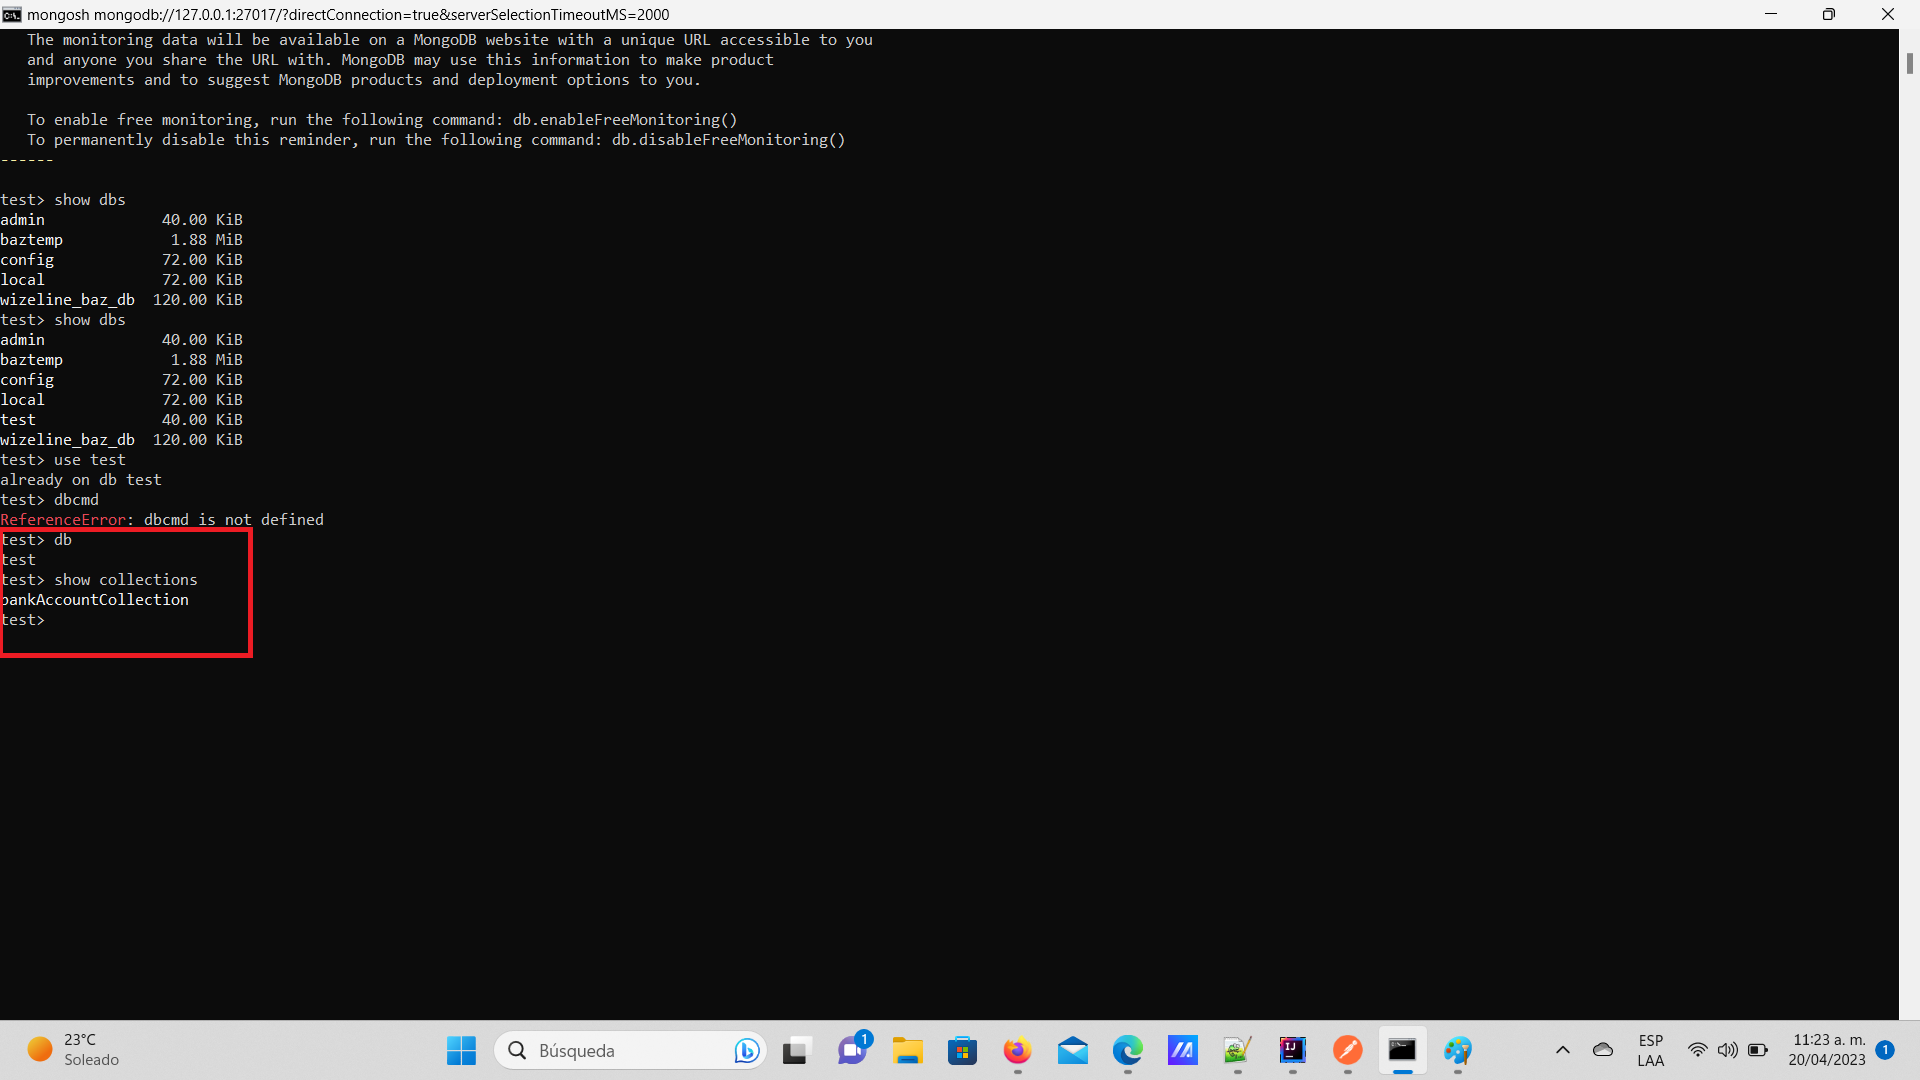 mongosh mongodb://127.0.0.1:27017/?directConnection=true&serverSelectionTimeoutMS=2000
The monitoring data will be available on a MongoDB website with a unique URL accessible to you
and anyone you share the URL with. MongoDB may use this information to make product
improvements and to suggest MongoDB products and deployment options to you.
To enable free monitoring, run the following command: db.enableFreeMonitoring()
To permanently disable this reminder, run the following command: db.disableFreeMonitoring()
------
test> show dbs
admin 40.00 KiB
baztemp 1.88 MiB
config 72.00 KiB
local 72.00 KiB
wizeline_baz_db 120.00 KiB
test> show dbs
admin 40.00 KiB
baztemp 1.88 MiB
config 72.00 KiB
local 72.00 KiB
test 40.00 KiB
wizeline_baz_db 120.00 KiB
test> use test
already on db test
test> dbcmd
ReferenceError: dbcmd is not defined
test> db
test
test> show collections
bankAccountCollection
test>
23°C
Soleado
Búsqueda
1
IJ
ESP
LAA
11:23 a. m.
20/04/2023
1